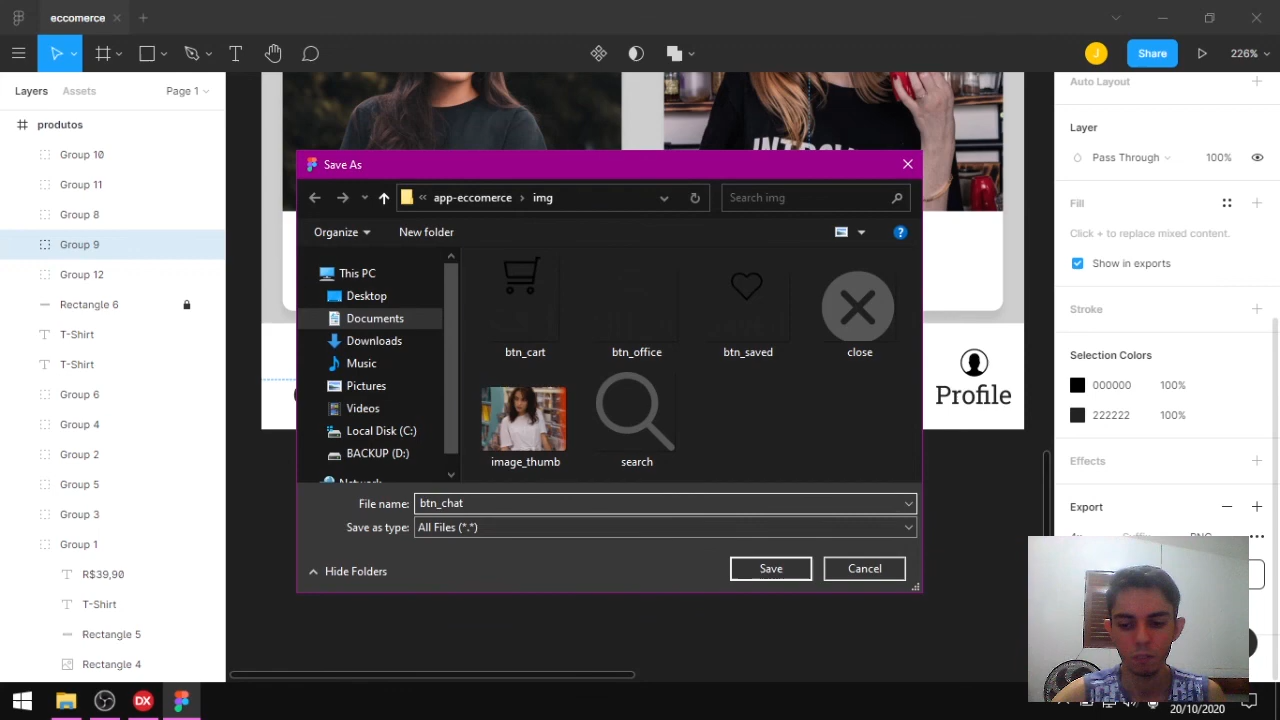 eccomerce
Share
226%
Layers
Assets
Page 1
produtos
Group 10
Group 11
Group 8
Group 9
Group 12
Rectangle 6
T-Shirt
T-Shirt
Group 6
Group 4
Group 2
Group 5
Group 3
Group 1
R$39,90
T-Shirt
Rectangle 5
Rectangle 4
Save As
app-eccomerce
img
Search img
Organize
New folder
This PC
Desktop
Documents
Downloads
Music
Pictures
Videos
Local Disk (C:)
BACKUP (D:)
Network
btn_cart
btn_office
btn_saved
close
image_thumb
search
File name: btn_chat
Save as type: All Files (*.*)
Hide Folders
Save
Cancel
Profile
J
Auto Layout
Layer
Pass Through
100%
Fill
Click + to replace mixed content.
Show in exports
Stroke
Selection Colors
000000 100%
222222 100%
Effects
Export
DX
20/10/2020